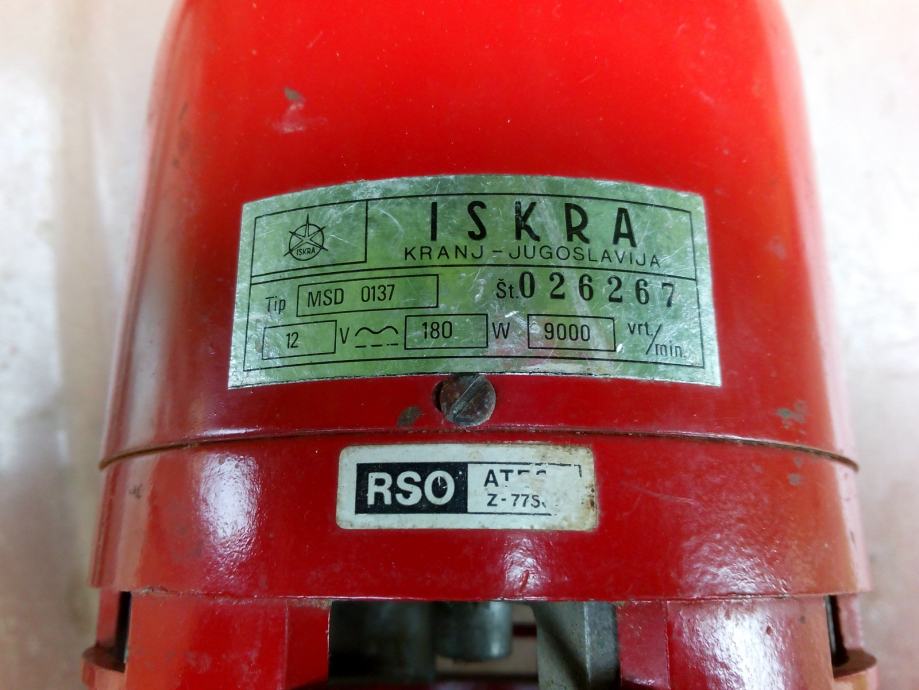 ISKRA
ISKRA
KRANJ-JUGOSLAVIJA
Tip MSD 0137 Št. 026267
12 V 180 W 9000 vrt./min.
RSO